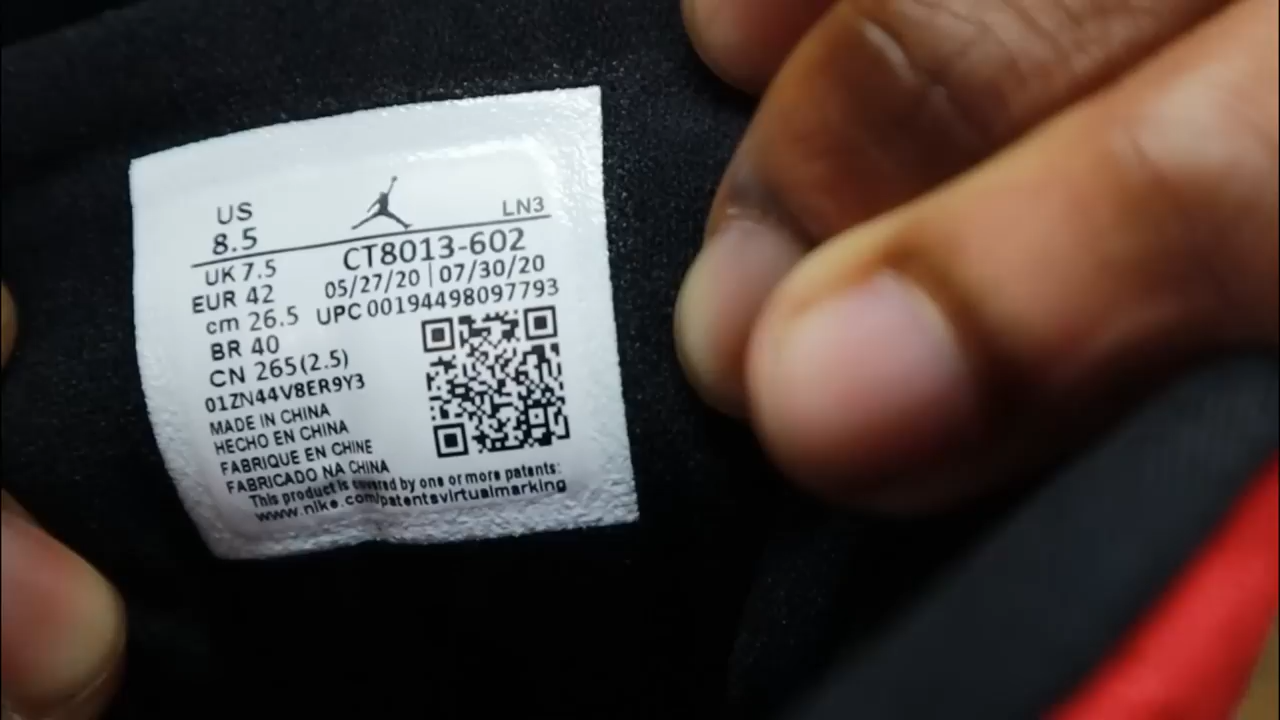 US
8.5
LN3
UK 7.5
EUR 42
cm 26.5
BR 40
CN 265(2.5)
01ZN44V8ER9Y3
CT8013-602
05/27/20 | 07/30/20
UPC 00194498097793
MADE IN CHINA
HECHO EN CHINA
FABRIQUE EN CHINE
FABRICADO NA CHINA
This product is covered by one or more patents:
www.nike.com/patentsvirtualmarking